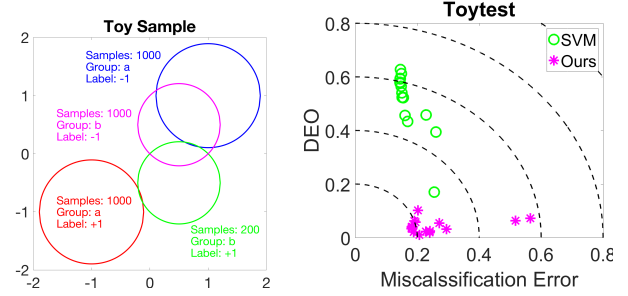 Toy Sample
2
1
0
-1
-2
-2
-1
0
1
2
Samples: 1000
Group: a
Label: -1
Samples: 1000
Group: b
Label: -1
Samples: 1000
Group: a
Label: +1
Samples: 200
Group: b
Label: +1
Toytest
DEO
0.8
0.6
0.4
0.2
0
0
0.2
0.4
0.6
0.8
Miscalssification Error
SVM
Ours